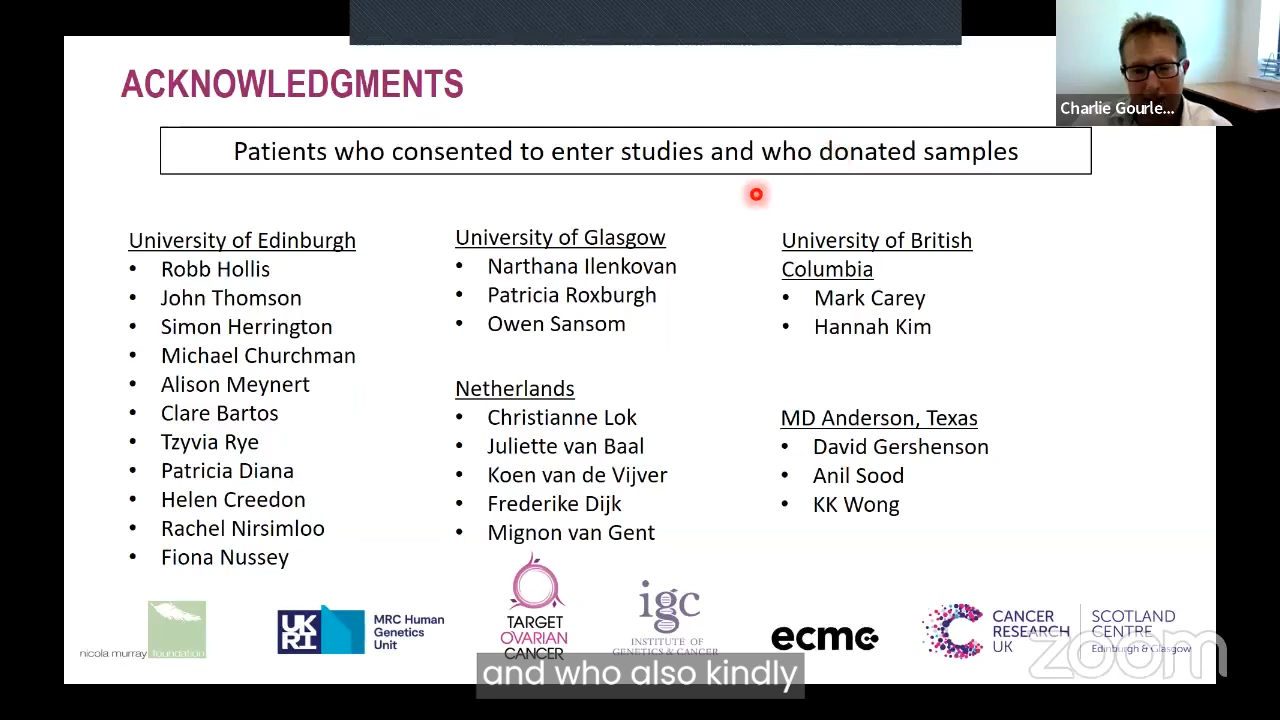 ACKNOWLEDGMENTS
Charlie Gourle...
Patients who consented to enter studies and who donated samples
University of Edinburgh
• Robb Hollis
• John Thomson
• Simon Herrington
• Michael Churchman
• Alison Meynert
• Clare Bartos
• Tzyvia Rye
• Patricia Diana
• Helen Creedon
• Rachel Nirsimloo
• Fiona Nussey
University of Glasgow
• Narthana Ilenkovan
• Patricia Roxburgh
• Owen Sansom
Netherlands
• Christianne Lok
• Juliette van Baal
• Koen van de Vijver
• Frederike Dijk
• Mignon van Gent
University of British
Columbia
• Mark Carey
• Hannah Kim
MD Anderson, Texas
• David Gershenson
• Anil Sood
• KK Wong
nicola murray foundation
UK
RI
MRC Human
Genetics
Unit
TARGET
OVARIAN
CANCER
igc
INSTITUTE OF
GENETICS & CANCER
ecmc
CANCER
RESEARCH
UK
SCOTLAND
CENTRE
Edinburgh & Glasgow
zoom
and who also kindly